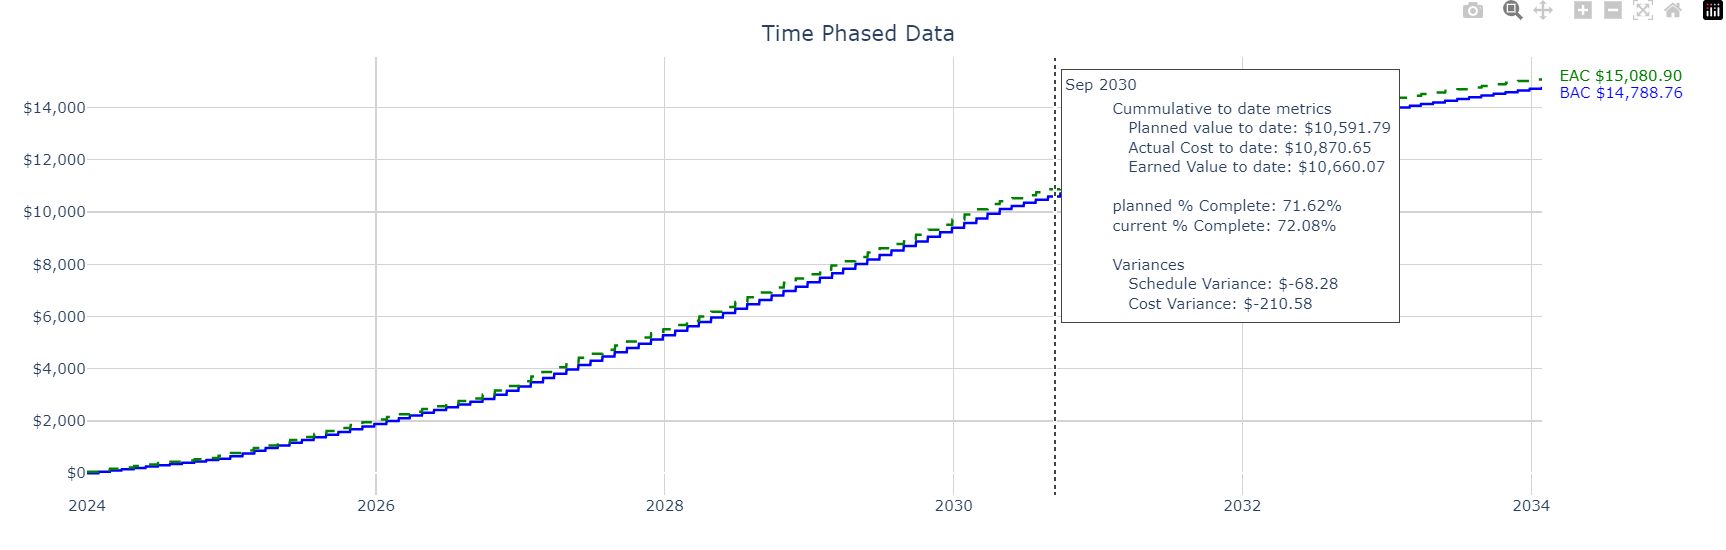 Time Phased Data
EAC $15,080.90
BAC $14,788.76
Sep 2030
Cummulative to date metrics
Planned value to date: $10,591.79
Actual Cost to date: $10,870.65
Earned Value to date: $10,660.07
planned % Complete: 71.62%
current % Complete: 72.08%
Variances
Schedule Variance: $-68.28
Cost Variance: $-210.58
$14,000
$12,000
$10,000
$8,000
$6,000
$4,000
$2,000
$0
2024
2026
2028
2030
2032
2034